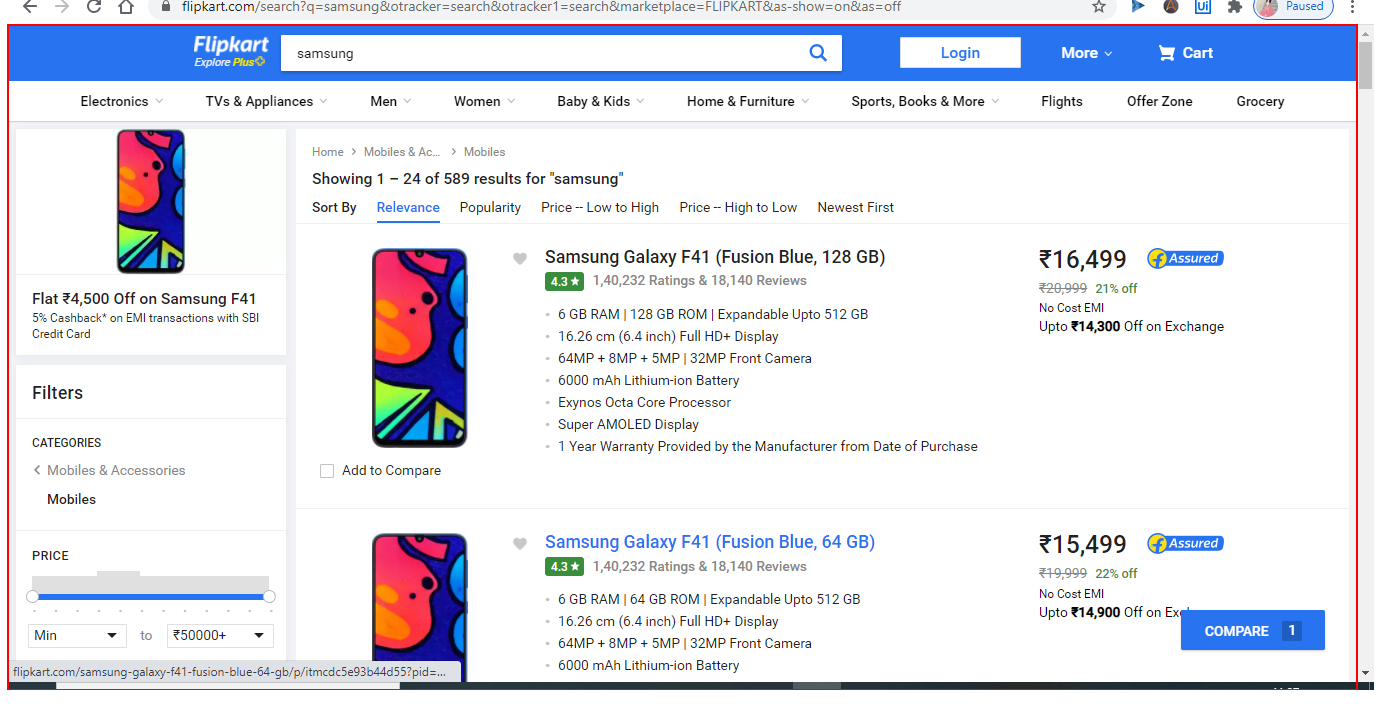 flipkart.com/search?q=samsung&otracker=search&otracker1=search&marketplace=FLIPKART&as-show=on&as=off
Ui
Paused
Flipkart
Explore Plus
samsung
Login
More
Cart
Electronics
TVs & Appliances
Men
Women
Baby & Kids
Home & Furniture
Sports, Books & More
Flights
Offer Zone
Grocery
Flat ₹4,500 Off on Samsung F41
5% Cashback* on EMI transactions with SBI
Credit Card
Filters
CATEGORIES
Mobiles & Accessories
Mobiles
PRICE
Min
to
₹50000+
Home > Mobiles & Ac... > Mobiles
Showing 1 – 24 of 589 results for "samsung"
Sort By Relevance Popularity Price -- Low to High Price -- High to Low Newest First
Samsung Galaxy F41 (Fusion Blue, 128 GB)
4.3★ 1,40,232 Ratings & 18,140 Reviews
6 GB RAM | 128 GB ROM | Expandable Upto 512 GB
16.26 cm (6.4 inch) Full HD+ Display
64MP + 8MP + 5MP | 32MP Front Camera
6000 mAh Lithium-ion Battery
Exynos Octa Core Processor
Super AMOLED Display
1 Year Warranty Provided by the Manufacturer from Date of Purchase
Add to Compare
₹16,499
Assured
₹20,999 21% off
No Cost EMI
Upto ₹14,300 Off on Exchange
Samsung Galaxy F41 (Fusion Blue, 64 GB)
4.3★ 1,40,232 Ratings & 18,140 Reviews
6 GB RAM | 64 GB ROM | Expandable Upto 512 GB
16.26 cm (6.4 inch) Full HD+ Display
64MP + 8MP + 5MP | 32MP Front Camera
6000 mAh Lithium-ion Battery
₹15,499
Assured
₹19,999 22% off
No Cost EMI
Upto ₹14,900 Off on
COMPARE 1
flipkart.com/samsung-galaxy-f41-fusion-blue-64-gb/p/itmcdc5e93b44d55?pid=...